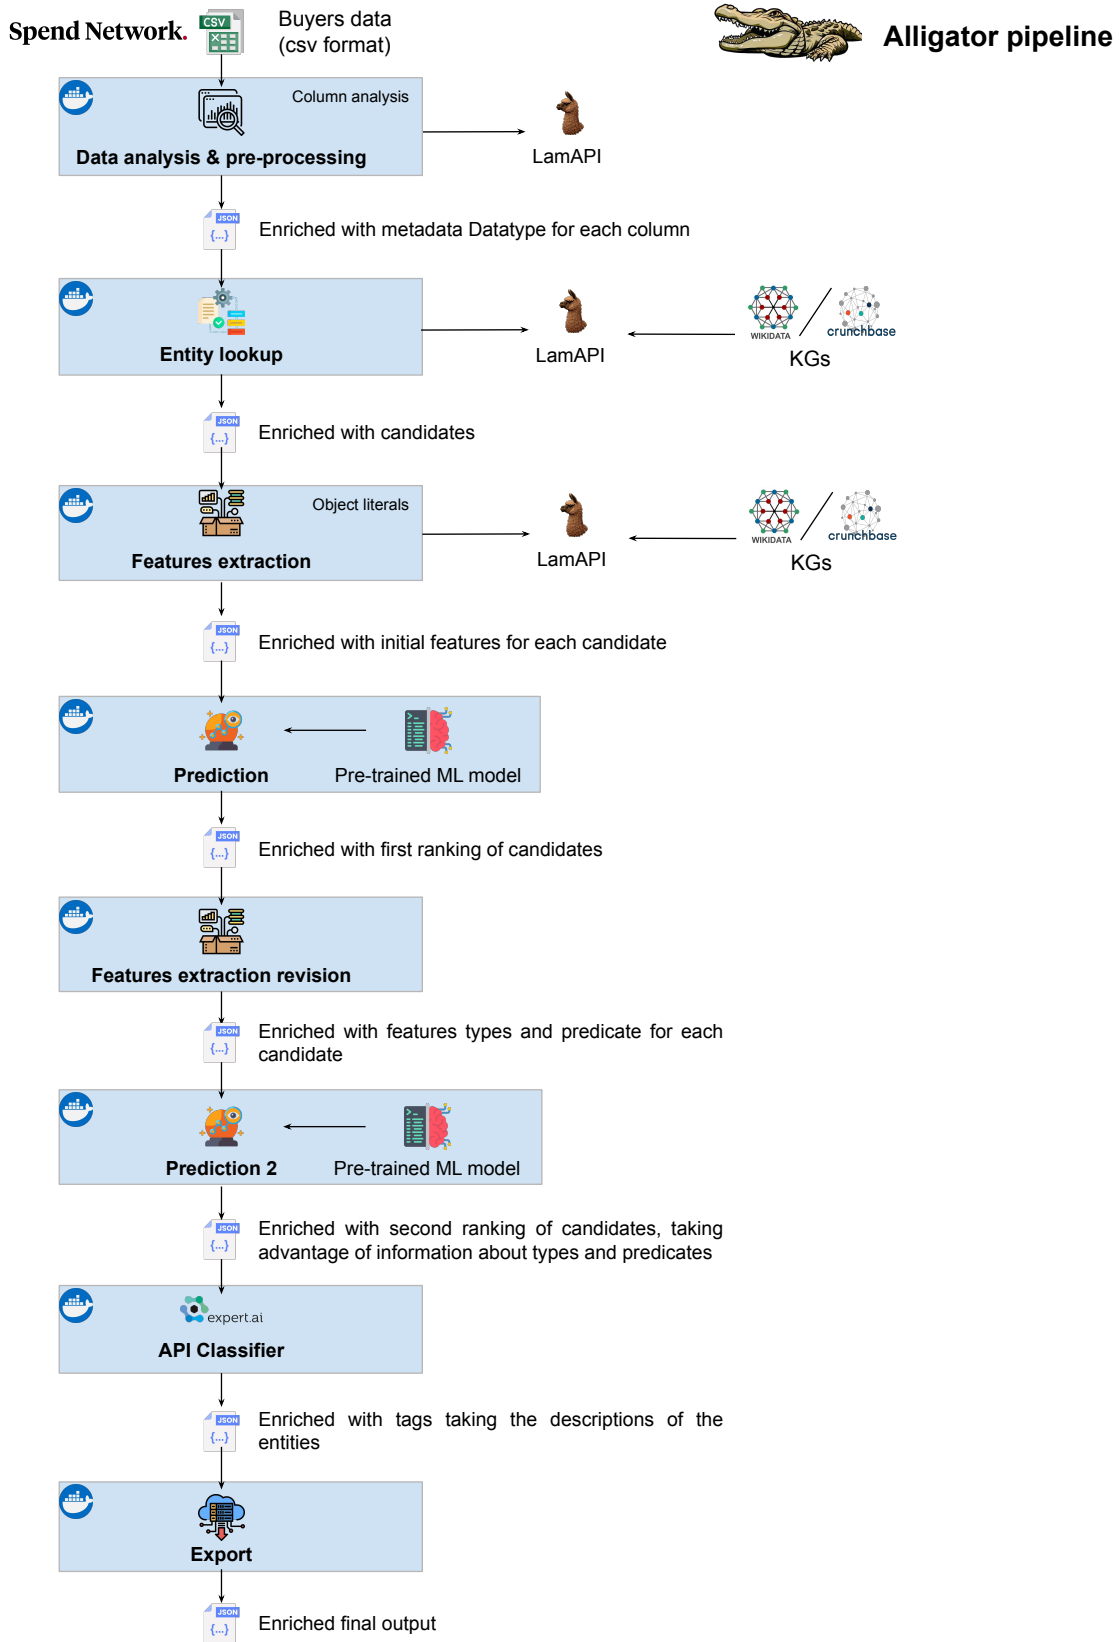 Spend Network.
CSV
Buyers data
(csv format)
Alligator pipeline
Column analysis
Data analysis & pre-processing
LamAPI
JSON
{...}
Enriched with metadata Datatype for each column
Entity lookup
LamAPI
WIKIDATA
crunchbase
KGs
JSON
{...}
Enriched with candidates
Object literals
Features extraction
LamAPI
WIKIDATA
crunchbase
KGs
JSON
{...}
Enriched with initial features for each candidate
Prediction
Pre-trained ML model
JSON
{...}
Enriched with first ranking of candidates
Features extraction revision
JSON
{...}
Enriched with features types and predicate for each
candidate
Prediction 2
Pre-trained ML model
JSON
{...}
Enriched with second ranking of candidates, taking
advantage of information about types and predicates
expert.ai
API Classifier
JSON
{...}
Enriched with tags taking the descriptions of the
entities
Export
JSON
{...}
Enriched final output